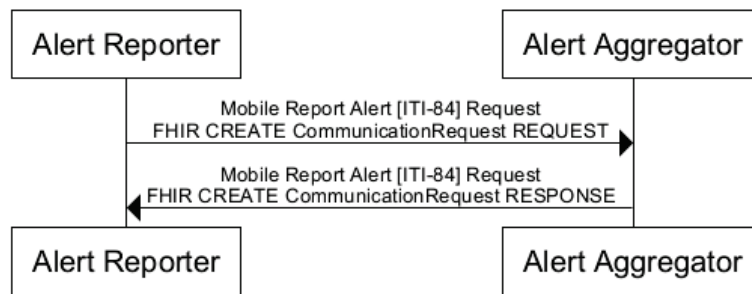 Alert Reporter
Alert Aggregator
Mobile Report Alert [ITI-84] Request
FHIR CREATE CommunicationRequest REQUEST
Mobile Report Alert [ITI-84] Request
FHIR CREATE CommunicationRequest RESPONSE
Alert Reporter
Alert Aggregator